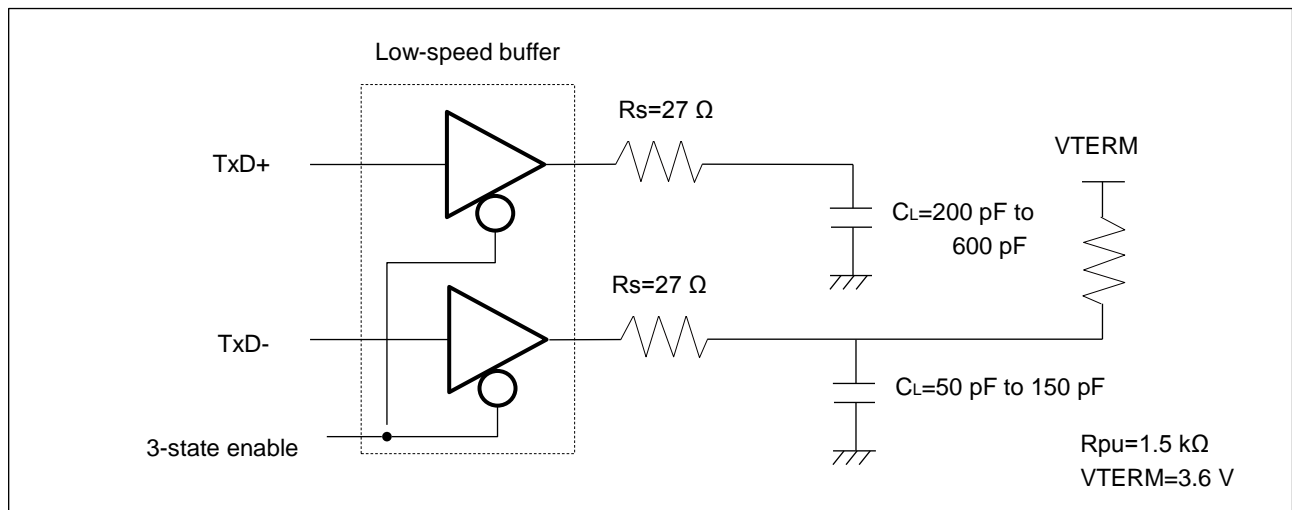 Low-speed buffer
Rs=27 Ω
TxD+
VTERM
CL=200 pF to
600 pF
Rs=27 Ω
TxD-
CL=50 pF to 150 pF
3-state enable
Rpu=1.5 kΩ
VTERM=3.6 V